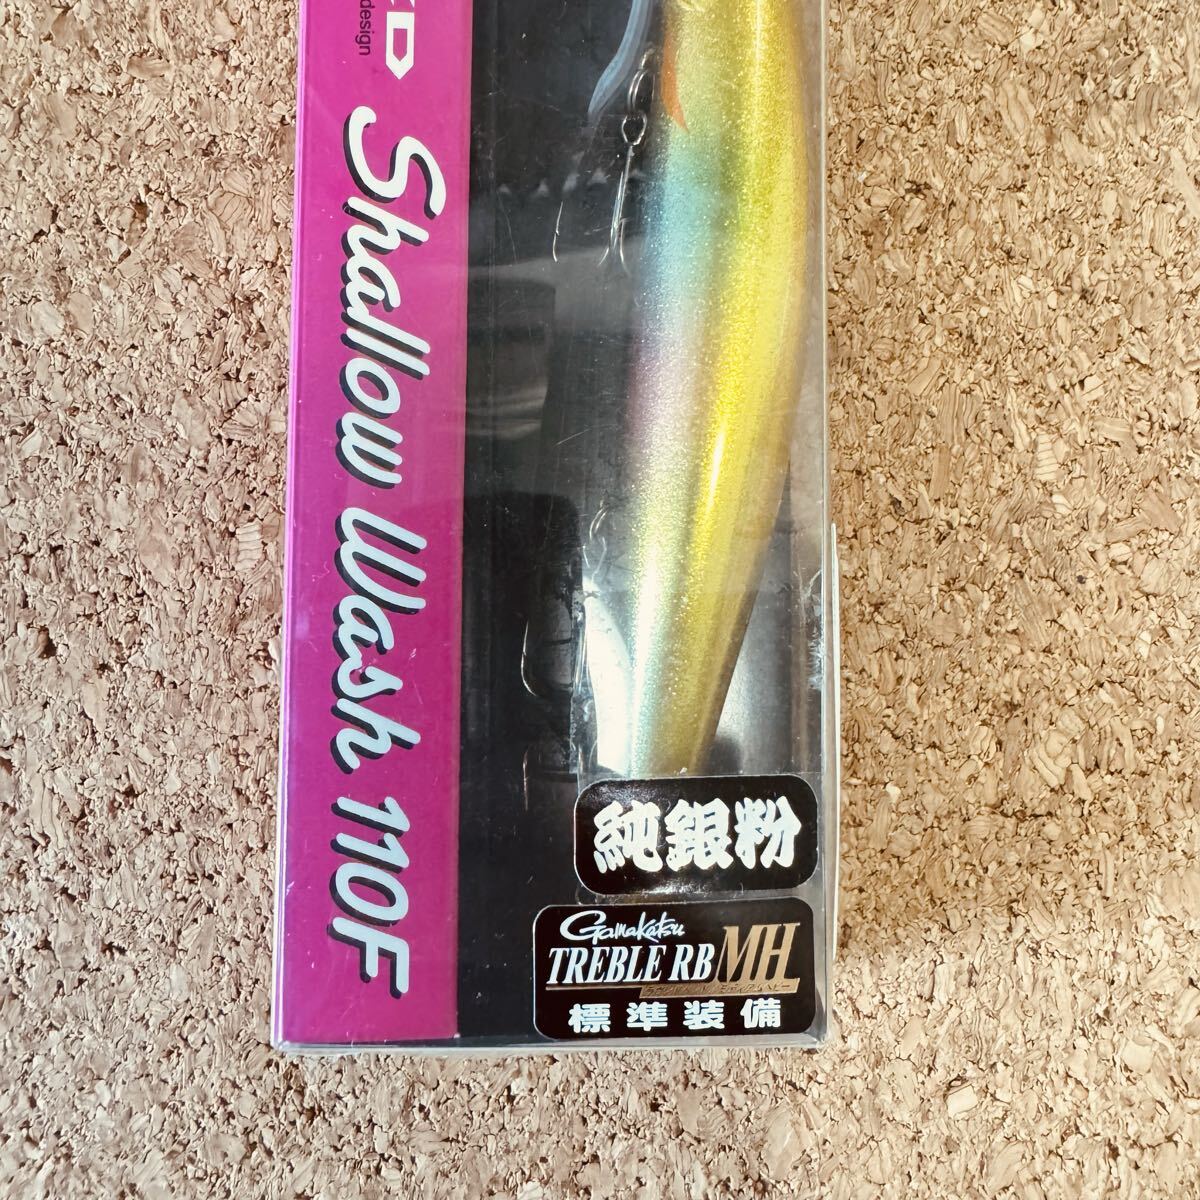 design
Shallow Wash 110F
純銀粉
Gamakatsu
TREBLE RB MH
標準装備